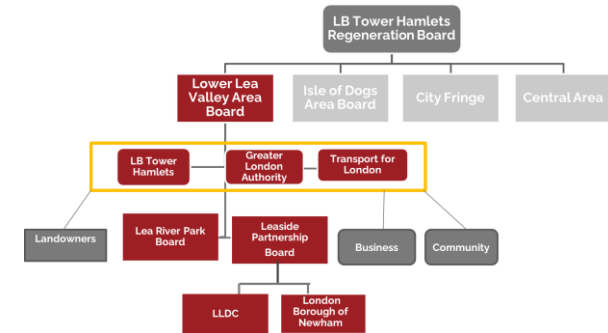 LB Tower Hamlets
Regeneration Board
Lower Lea
Valley Area
Board
Isle of Dogs
Area Board
City Fringe
Central Area
LB Tower
Hamlets
Greater
London
Authority
Transport for
London
Landowners
Lea River Park
Board
Leaside
Partnership
Board
Business
Community
LLDC
London
Borough of
Newham